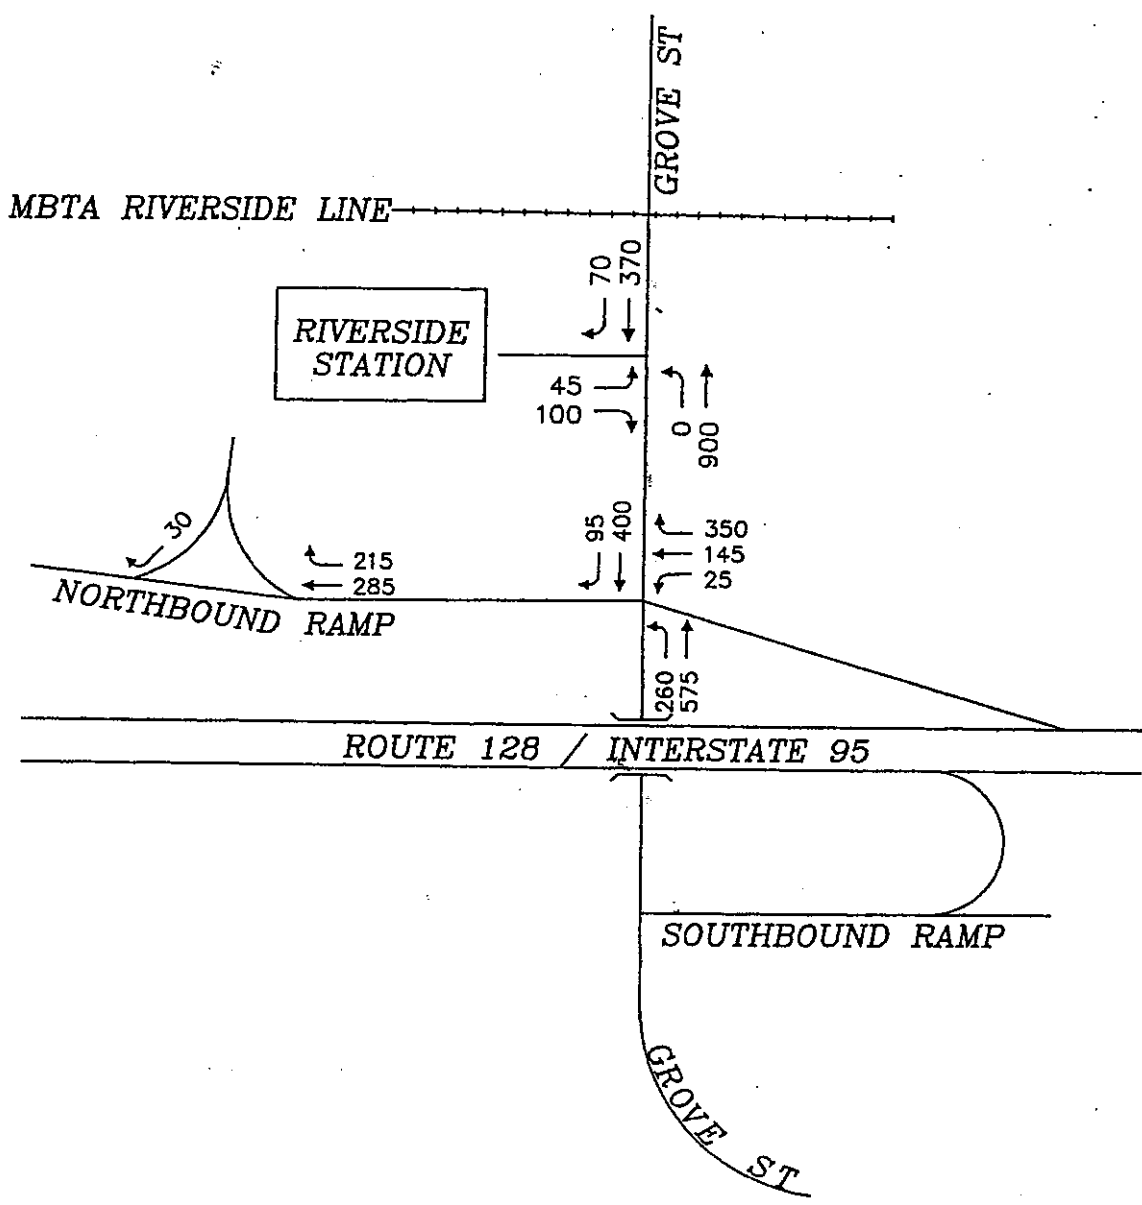 GROVE ST
MBTA RIVERSIDE LINE
70
370
RIVERSIDE
STATION
45
100
0
900
30
215
285
95
400
350
145
25
NORTHBOUND RAMP
260
575
ROUTE 128 / INTERSTATE 95
SOUTHBOUND RAMP
GROVE ST